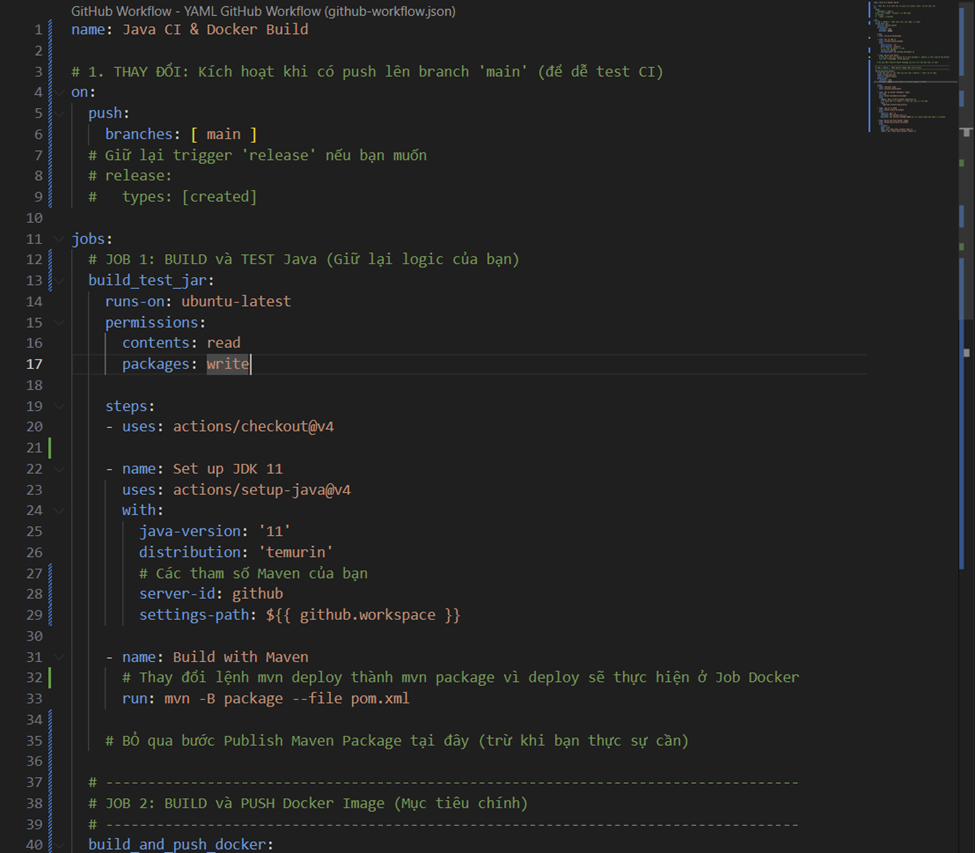 GitHub Workflow - YAML GitHub Workflow (github-workflow.json)
1 name: Java CI & Docker Build
2
3 # 1. THAY ĐỔI: Kích hoạt khi có push lên branch 'main' (để dễ test CI)
4 on:
5 push:
6 branches: [ main ]
7 # Giữ lại trigger 'release' nếu bạn muốn
8 # release:
9 # types: [created]
10
11 jobs:
12 # JOB 1: BUILD và TEST Java (Giữ lại logic của bạn)
13 build_test_jar:
14 runs-on: ubuntu-latest
15 permissions:
16 contents: read
17 packages: write
18
19 steps:
20 - uses: actions/checkout@v4
21
22 - name: Set up JDK 11
23 uses: actions/setup-java@v4
24 with:
25 java-version: '11'
26 distribution: 'temurin'
27 # Các tham số Maven của bạn
28 server-id: github
29 settings-path: ${{ github.workspace }}
30
31 - name: Build with Maven
32 # Thay đổi lệnh mvn deploy thành mvn package vì deploy sẽ thực hiện ở Job Docker
33 run: mvn -B package --file pom.xml
34
35 # BỎ qua bước Publish Maven Package tại đây (trừ khi bạn thực sự cần)
36
37 # ----------------------------------------------------------------------------------
38 # JOB 2: BUILD và PUSH Docker Image (Mục tiêu chính)
39 # ----------------------------------------------------------------------------------
40 build_and_push_docker: